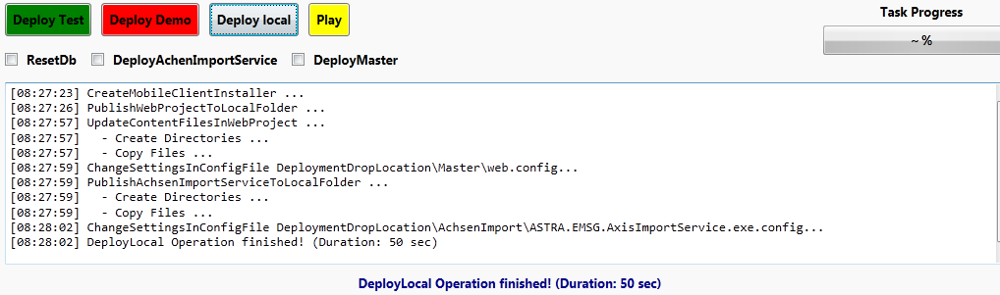 Deploy Test Deploy Demo Deploy local Play
Task Progress
~ %
ResetDb DeployAchenImportService DeployMaster
[08:27:23] CreateMobileClientInstaller ...
[08:27:26] PublishWebProjectToLocalFolder ...
[08:27:57] UpdateContentFilesInWebProject ...
[08:27:57]   - Create Directories ...
[08:27:57]   - Copy Files ...
[08:27:59] ChangeSettingsInConfigFile DeploymentDropLocation\Master\web.config...
[08:27:59] PublishAchsenImportServiceToLocalFolder ...
[08:27:59]   - Create Directories ...
[08:27:59]   - Copy Files ...
[08:28:02] ChangeSettingsInConfigFile DeploymentDropLocation\AchsenImport\ASTRA.EMSG.AxisImportService.exe.config...
[08:28:02] DeployLocal Operation finished! (Duration: 50 sec)
DeployLocal Operation finished! (Duration: 50 sec)